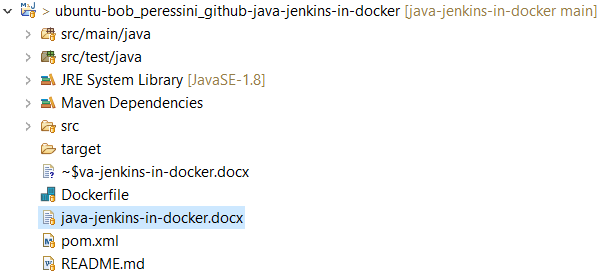 > ubuntu-bob_peressini_github-java-jenkins-in-docker [java-jenkins-in-docker main]
src/main/java
src/test/java
JRE System Library [JavaSE-1.8]
Maven Dependencies
src
target
~$va-jenkins-in-docker.docx
Dockerfile
java-jenkins-in-docker.docx
pom.xml
README.md